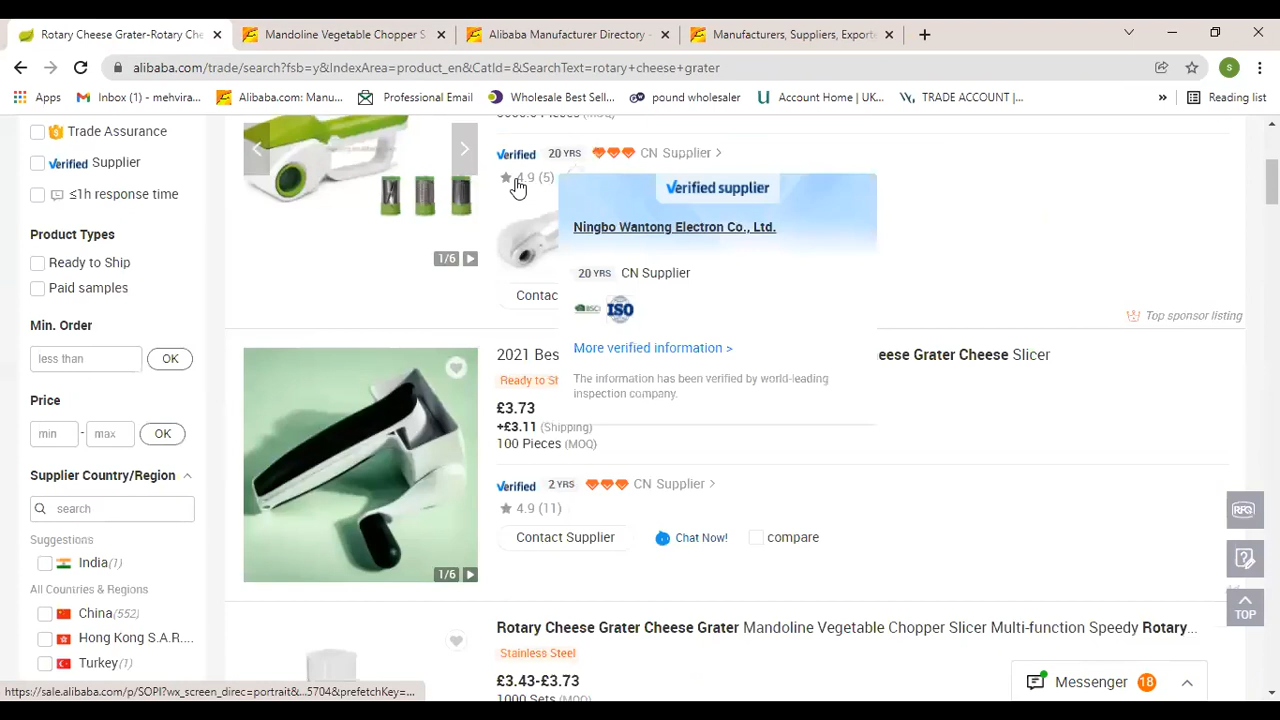 Rotary Cheese Grater-Rotary Che
Mandoline Vegetable Chopper S
Alibaba Manufacturer Directory -
Manufacturers, Suppliers, Export
alibaba.com/trade/search?fsb=y&IndexArea=product_en&CatId=&SearchText=rotary+cheese+grater
S
Apps
Inbox (1) - mehvira...
Alibaba.com: Manu...
Professional Email
Wholesale Best Sell...
pound wholesaler
Account Home | UK...
TRADE ACCOUNT |...
»
Reading list
Trade Assurance
Verified Supplier
≤1h response time
Product Types
Ready to Ship
Paid samples
Min. Order
less than
OK
Price
min
-
max
OK
Supplier Country/Region
search
Suggestions
India(1)
All Countries & Regions
China(552)
Hong Kong S.A.R....
Turkey(1)
1/6
Verified 20 YRS CN Supplier >
4.9 (5)
Contac
Verified supplier
Ningbo Wantong Electron Co., Ltd.
20 YRS CN Supplier
BSCI ISO
More verified information >
The information has been verified by world-leading
inspection company.
Top sponsor listing
2021 Bes
eese Grater Cheese Slicer
Ready to Sh
£3.73
+£3.11 (Shipping)
100 Pieces (MOQ)
Verified 2 YRS CN Supplier >
4.9 (11)
Contact Supplier
Chat Now!
compare
1/6
Rotary Cheese Grater Cheese Grater Mandoline Vegetable Chopper Slicer Multi-function Speedy Rotary...
Stainless Steel
£3.43-£3.73
1000 Sets (MOQ)
RFQ
TOP
Messenger 18
https://sale.alibaba.com/p/SOPI?wx_screen_direc=portrait&...5704&prefetchKey=...